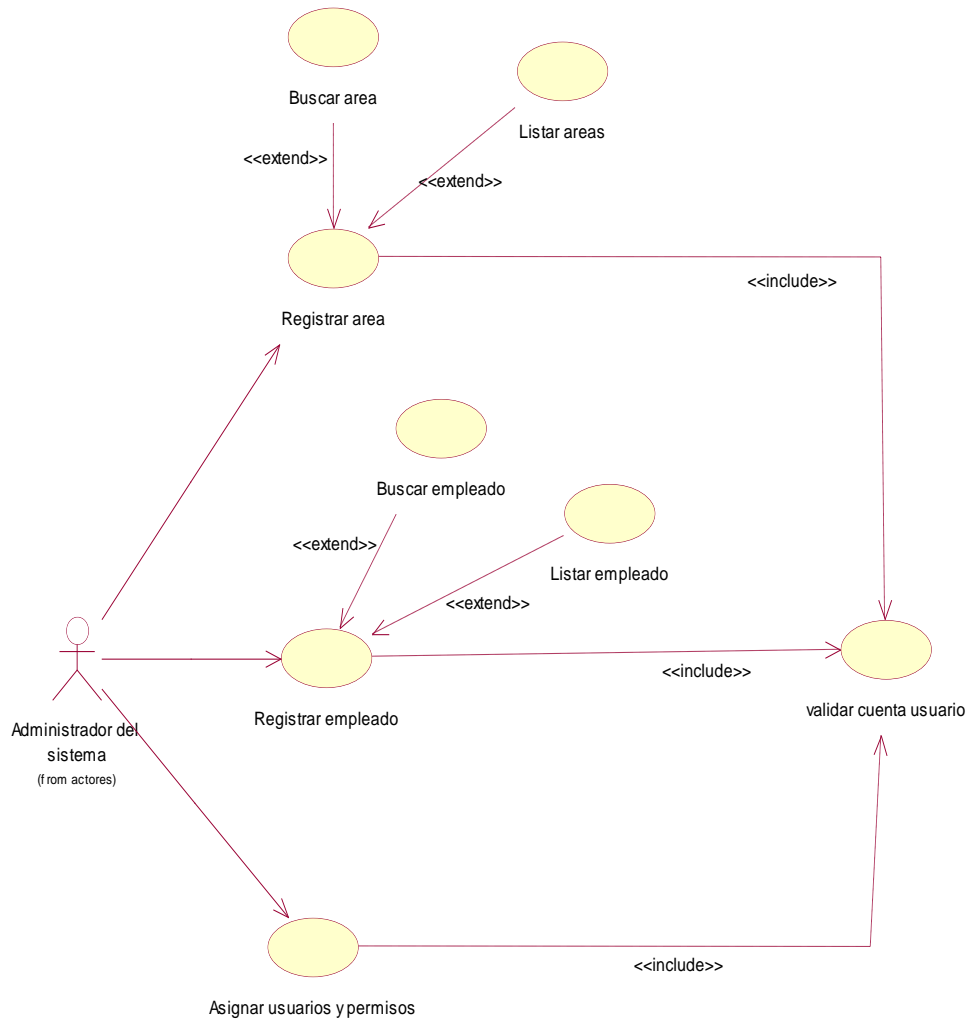 Buscar area
Listar areas
<<extend>>
<<extend>>
<<include>>
Registrar area
Buscar empleado
<<extend>>
Listar empleado
<<extend>>
<<include>>
Registrar empleado
validar cuenta usuario
Administrador del
sistema
(from actores)
<<include>>
Asignar usuarios y permisos